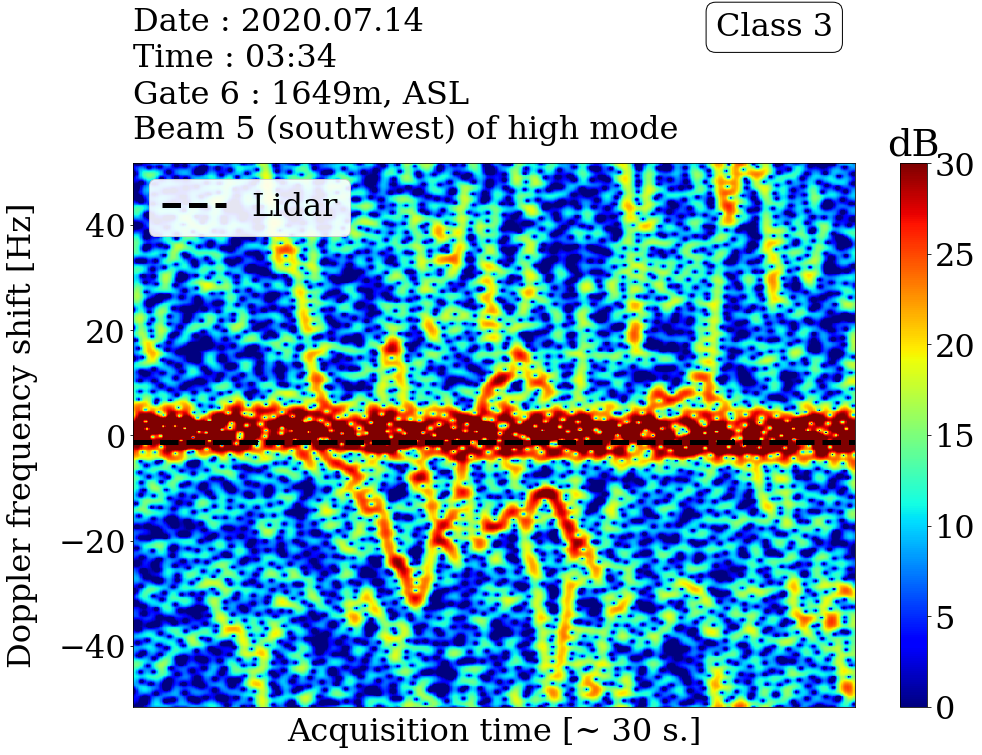 Date : 2020.07.14
Time : 03:34
Gate 6 : 1649m, ASL
Beam 5 (southwest) of high mode
Class 3
dB
Lidar
Doppler frequency shift [Hz]
40
20
0
−20
−40
Acquisition time [~ 30 s.]
30
25
20
15
10
5
0